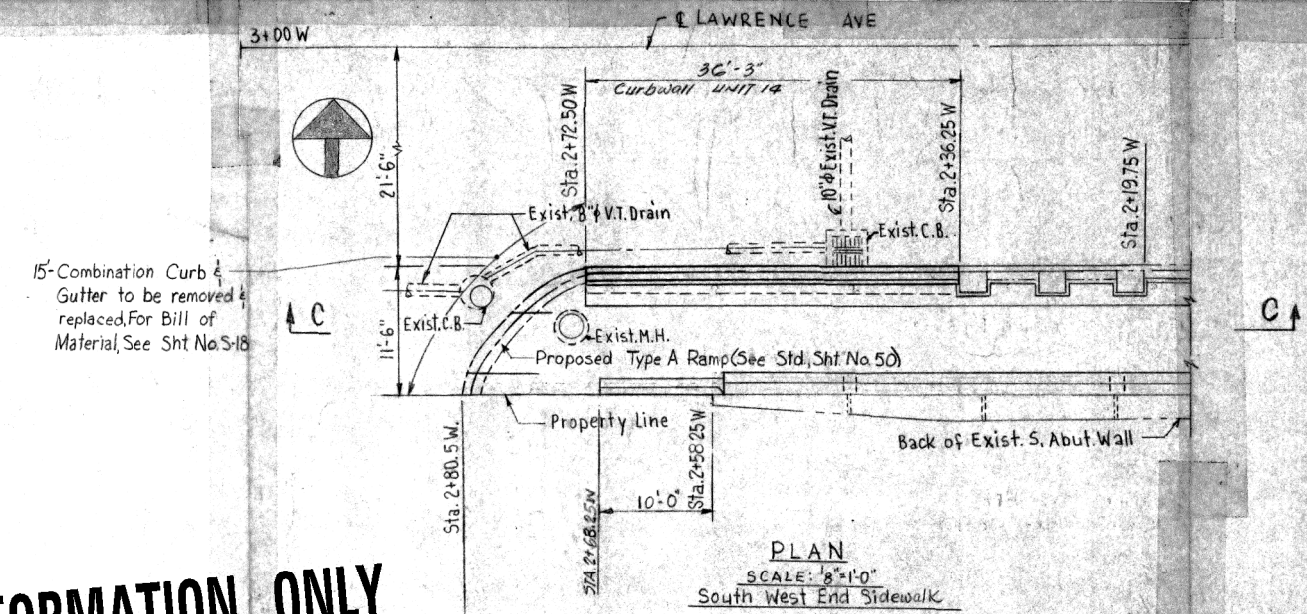 ℄ LAWRENCE AVE
3+00 W
36'-3"
Curbwall UNIT 14
Sta. 2+72.50 W
℄ 10"ϕ Exist. V.T. Drain
Sta. 2+36.25 W
Sta. 2+19.75 W
21'-6"
Exist. 8"ϕ V.T. Drain
Exist. C.B.
15'-Combination Curb &
Gutter to be removed &
replaced, For Bill of
Material, See Sht No. S-18
C
C
11'-6"
Exist. C.B.
Exist. M.H.
Proposed Type A Ramp (See Std., Sht. No. 50)
Property Line
Back of Exist. S. Abut. Wall
Sta. 2+80.5 W.
STA. 2+68.25 W
10'-0"
Sta. 2+58.25 W
PLAN
SCALE: 1/8"=1'-0"
South West End Sidewalk
FORMATION ONLY